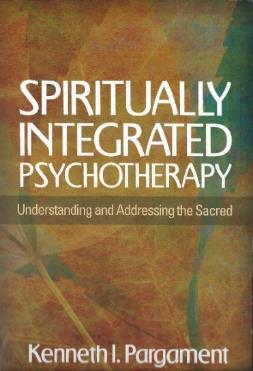 SPIRITUALLY
INTEGRATED
PSYCHOTHERAPY
Understanding and Addressing the Sacred
Kenneth I. Pargament